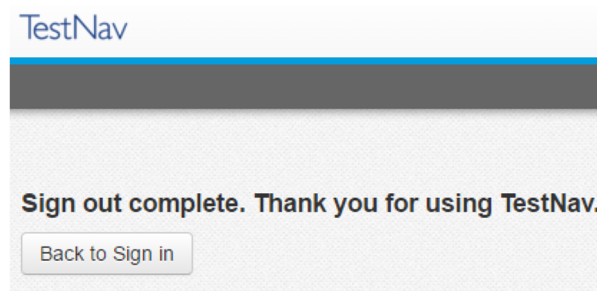 TestNav
Sign out complete. Thank you for using TestNav.
Back to Sign in